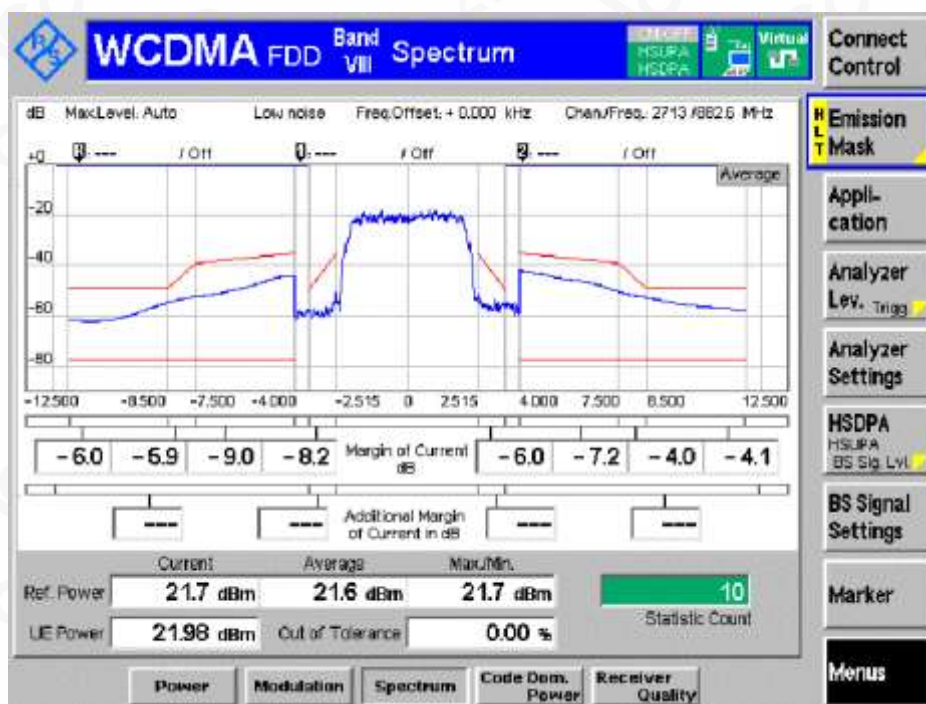 WCDMA FDD Band VIII Spectrum
HSUPA
HSDPA
Virtual
Connect Control
dB Max.Level: Auto Low noise Freq.Offset: + 0.000 kHz Chan./Freq.: 2713 /882.6 MHz
--- / Off --- / Off 2 --- / Off
Average
+0
-20
-40
-60
-80
-12.500 -8.500 -7.500 -4.000 -2.515 0 2.515 4.000 7.500 8.500 12.500
-6.0 -5.9 -9.0 -8.2 Margin of Current dB -6.0 -7.2 -4.0 -4.1
--- --- Additional Margin of Current in dB --- ---
Current Average Max./Min.
Ref. Power 21.7 dBm 21.6 dBm 21.7 dBm 10
Statistic Count
UE Power 21.98 dBm Out of Tolerance 0.00 %
Power Modulation Spectrum Code Dom. Power Receiver Quality
HLT
Emission Mask
Appli-
cation
Analyzer
Lev. Trigg
Analyzer
Settings
HSDPA
HSUPA
BS Sig. Lvl.
BS Signal
Settings
Marker
Menus